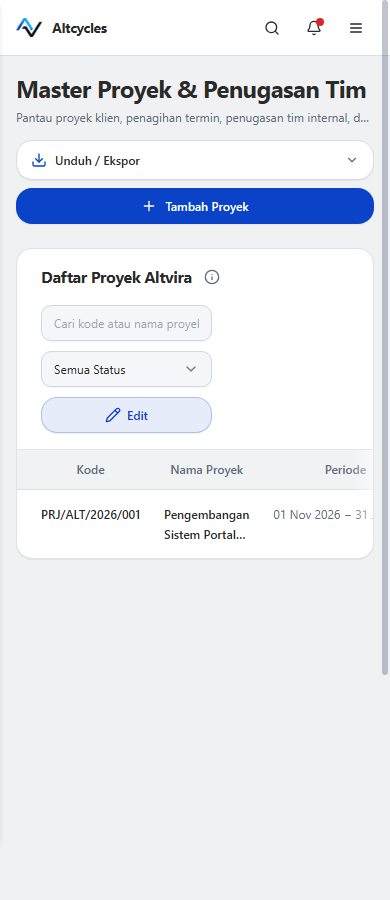 Altcycles
Master Proyek & Penugasan Tim
Pantau proyek klien, penagihan termin, penugasan tim internal, d...
Unduh / Ekspor
Tambah Proyek
Daftar Proyek Altvira
Cari kode atau nama proyel
Semua Status
Edit
Kode Nama Proyek Periode
PRJ/ALT/2026/001 Pengembangan 01 Nov 2026 – 31
Sistem Portal...